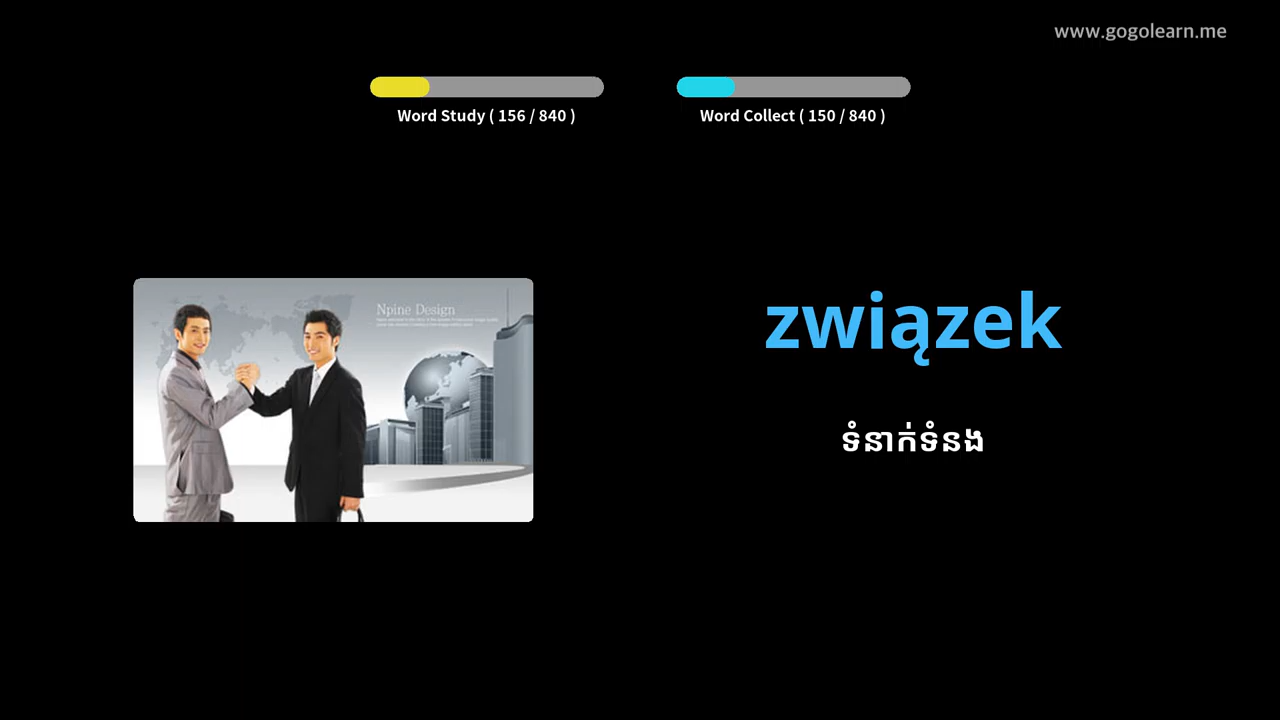 www.gogolearn.me
Word Study ( 156 / 840 )
Word Collect ( 150 / 840 )
Npine Design
związek
ទំនាក់ទំនង